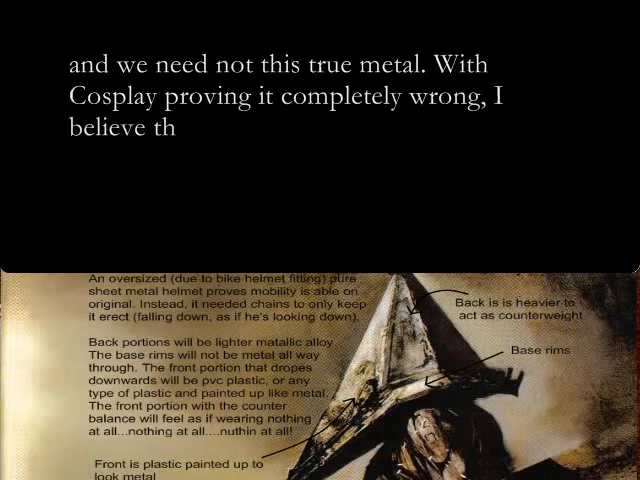 and we need not this true metal. With
Cosplay proving it completely wrong, I
believe th
An oversized (due to bike helmet fitting) pure
sheet metal helmet proves mobility is able on
original. Instead, it needed chains to only keep
it erect (falling down, as if he's looking down).
Back portions will be lighter matallic alloy
The base rims will not be metal all way
through. The front portion that dropes
downwards will be pvc plastic, or any
type of plastic and painted up like metal.
The front portion with the counter
balance will feel as if wearing nothing
at all...nothing at all....nuthin at all!
Front is plastic painted up to
look metal
Back is is heavier to
act as counterweight
Base rims